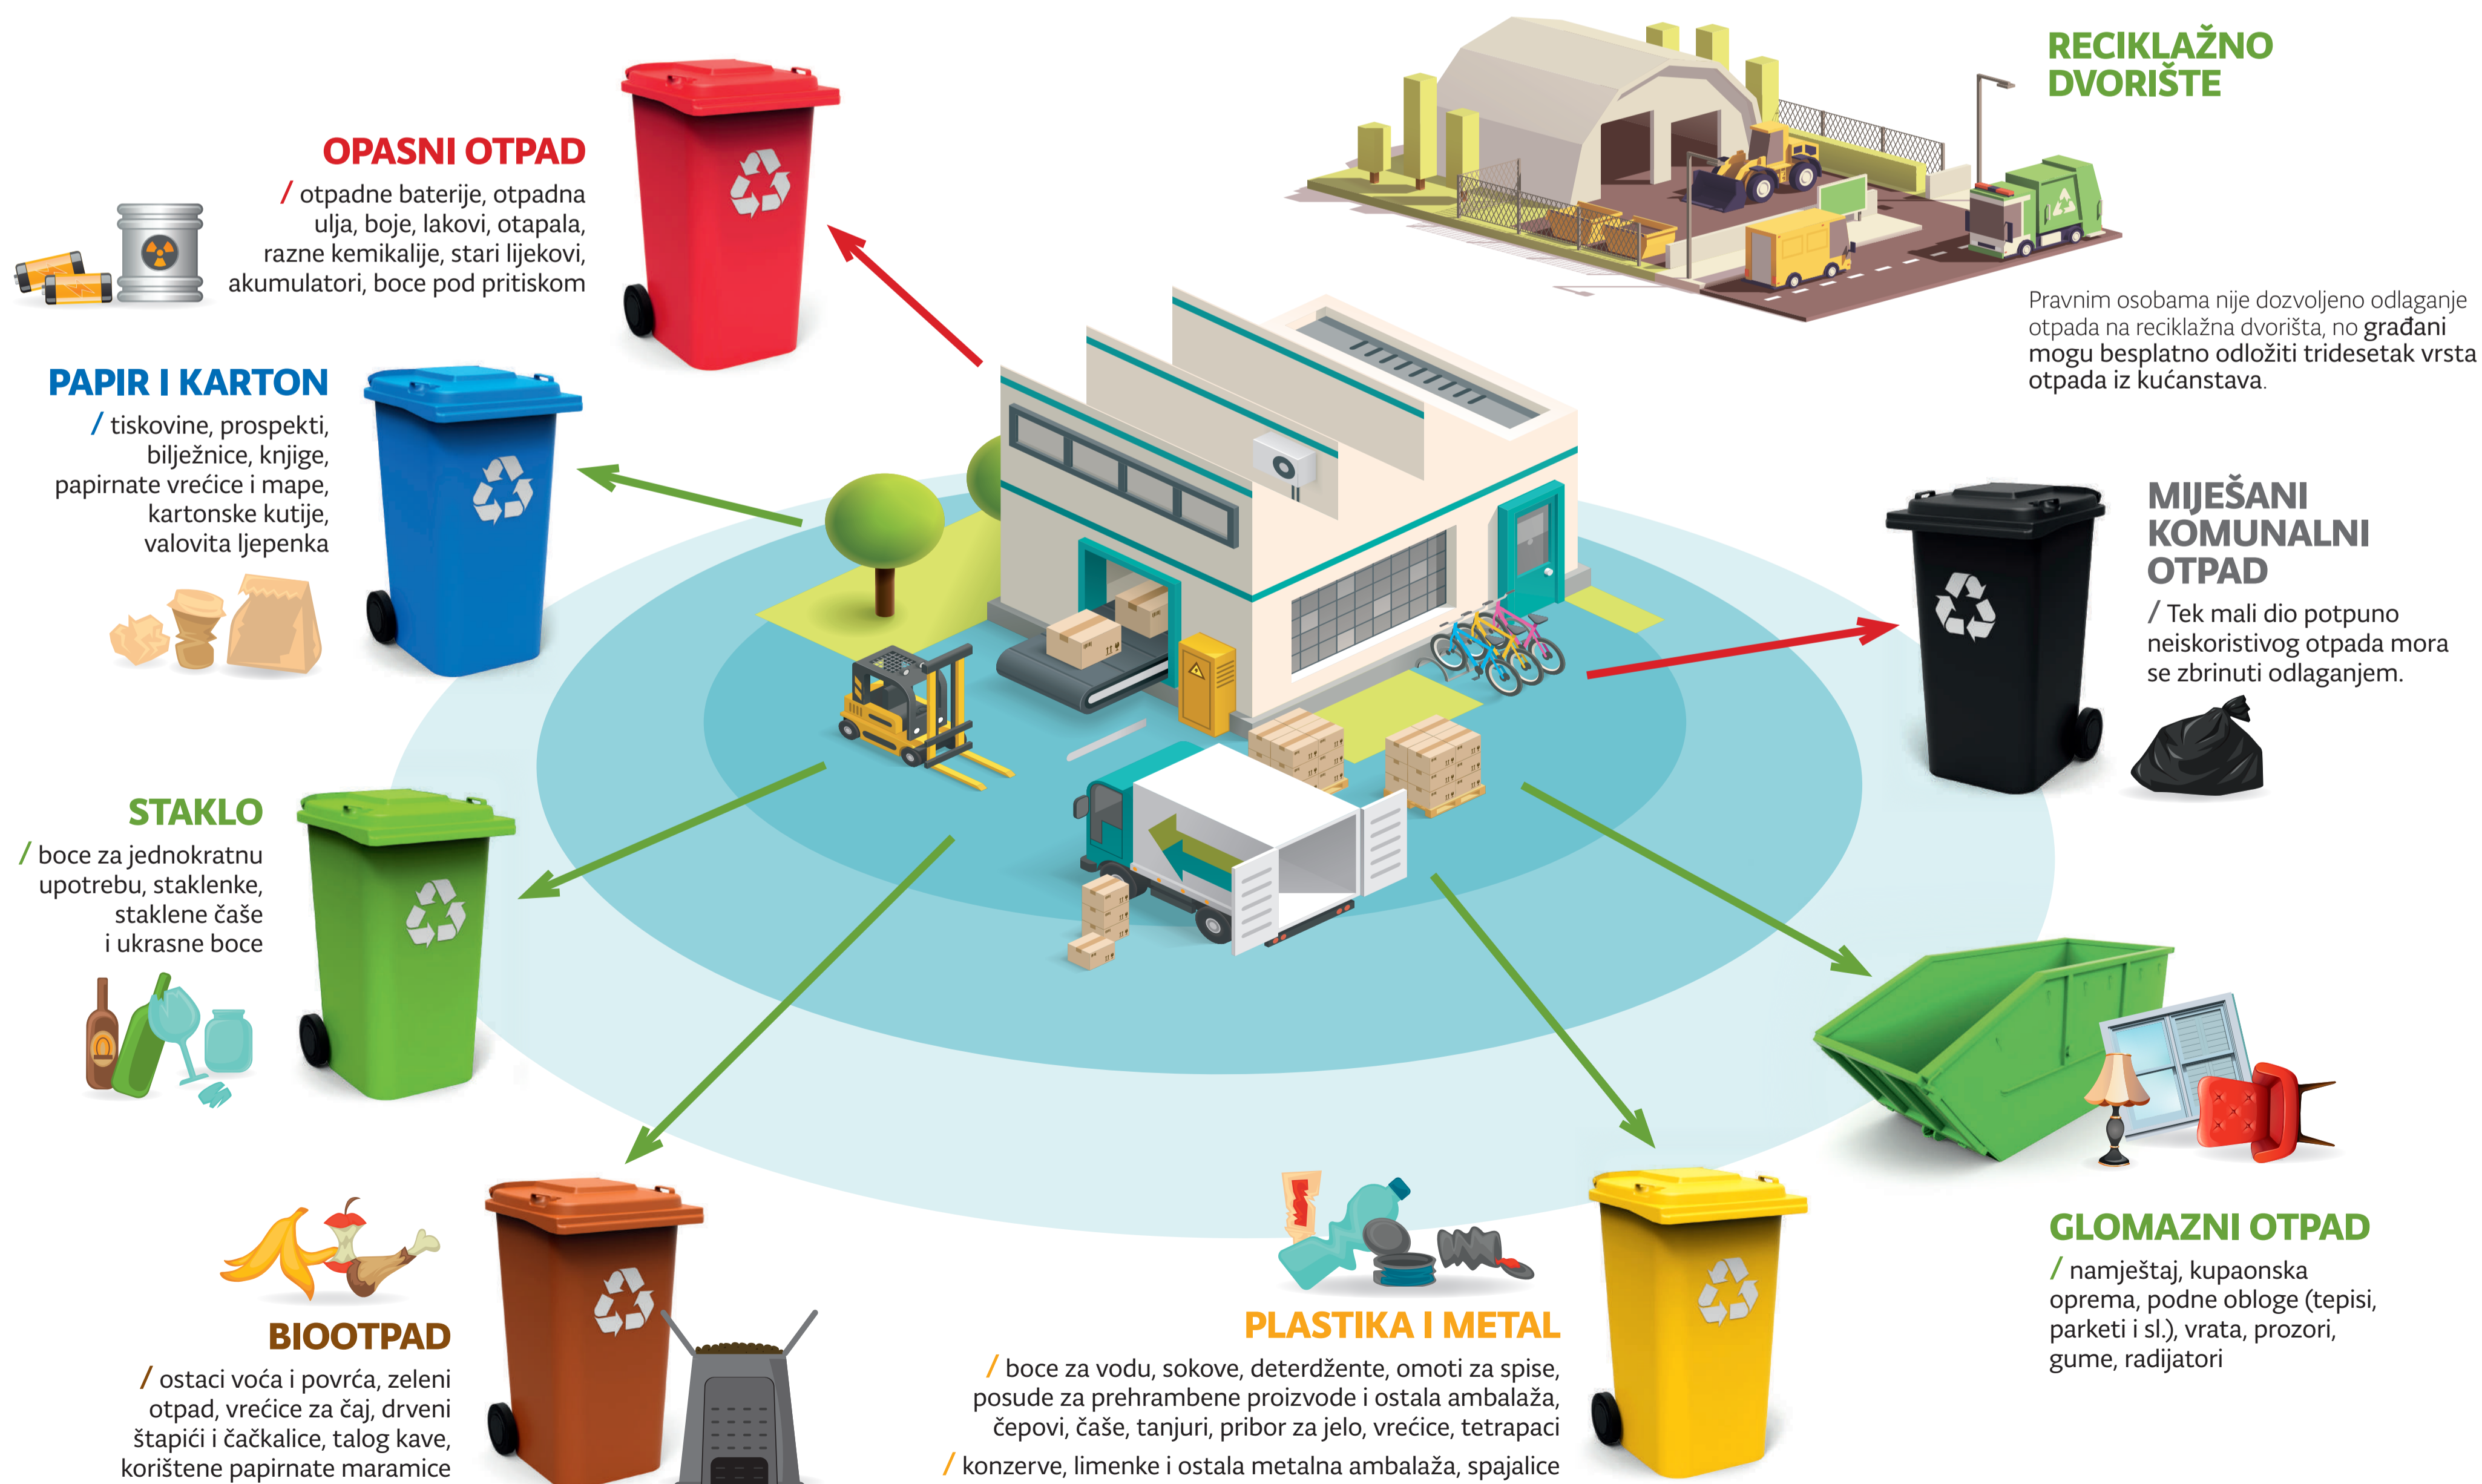 RECIKLAŽNO
DVORIŠTE
Pravnim osobama nije dozvoljeno odlaganje
otpada na reciklažna dvorišta, no građani
mogu besplatno odložiti tridesetak vrsta
otpada iz kućanstava.
OPASNI OTPAD
/ otpadne baterije, otpadna
ulja, boje, lakovi, otapala,
razne kemikalije, stari lijekovi,
akumulatori, boce pod pritiskom
PAPIR I KARTON
/ tiskovine, prospekti,
bilježnice, knjige,
papirnate vrećice i mape,
kartonske kutije,
valovita ljepenka
MIJEŠANI
KOMUNALNI
OTPAD
/ Tek mali dio potpuno
neiskoristivog otpada mora
se zbrinuti odlaganjem.
STAKLO
/ boce za jednokratnu
upotrebu, staklenke,
staklene čaše
i ukrasne boce
GLOMAZNI OTPAD
/ namještaj, kupaonska
oprema, podne obloge (tepisi,
parketi i sl.), vrata, prozori,
gume, radijatori
BIOOTPAD
/ ostaci voća i povrća, zeleni
otpad, vrećice za čaj, drveni
štapići i čačkalice, talog kave,
korištene papirnate maramice
PLASTIKA I METAL
/ boce za vodu, sokove, deterdžente, omoti za spise,
posude za prehrambene proizvode i ostala ambalaža,
čepovi, čaše, tanjuri, pribor za jelo, vrećice, tetrapaci
/ konzerve, limenke i ostala metalna ambalaža, spajalice